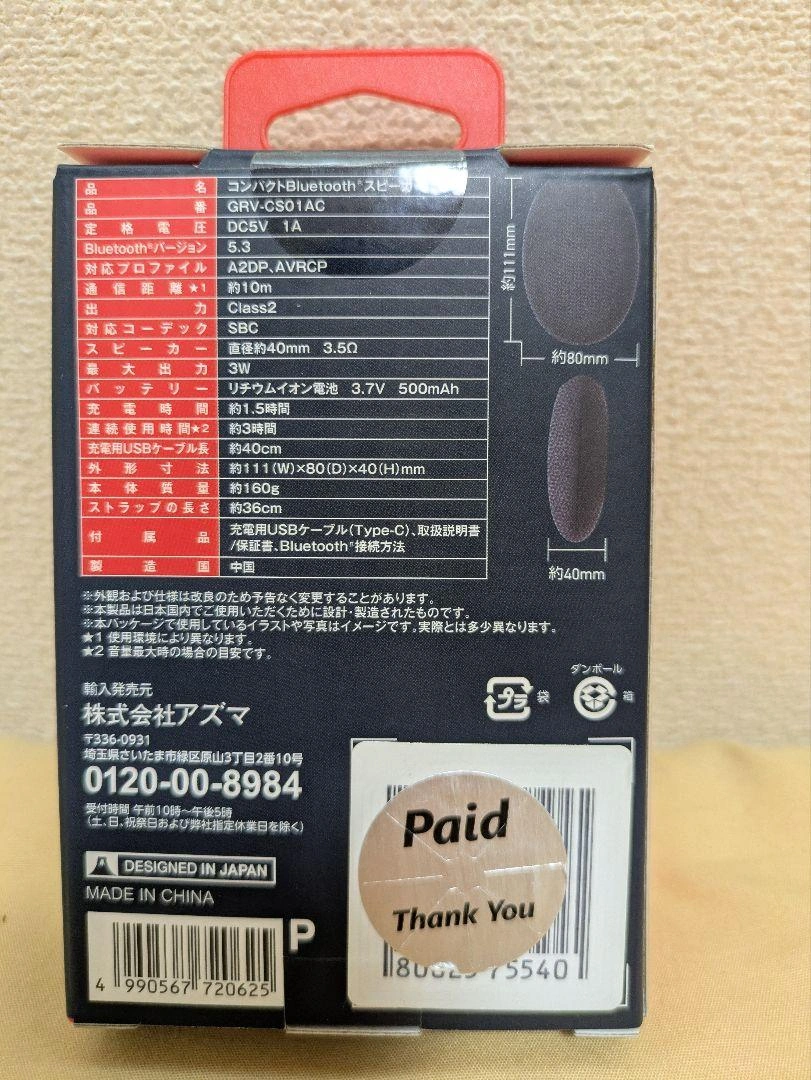 品名 コンパクトBluetooth®スピーカ
品番 GRV-CS01AC
定格電圧 DC5V 1A
Bluetooth®バージョン 5.3
対応プロファイル A2DP、AVRCP
通信距離★1 約10m
出力 Class2
対応コーデック SBC
スピーカー 直径約40mm 3.5Ω
最大出力 3W
バッテリー リチウムイオン電池 3.7V 500mAh
充電時間 約1.5時間
連続使用時間★2 約3時間
充電用USBケーブル長 約40cm
外形寸法 約111(W)×80(D)×40(H)mm
本体質量 約160g
ストラップの長さ 約36cm
付属品 充電用USBケーブル(Type-C)、取扱説明書
/保証書、Bluetooth®接続方法
製造国 中国
約111mm
約80mm
約40mm
※外観および仕様は改良のため予告なく変更することがあります。
※本製品は日本国内でご使用いただくために設計・製造されたものです。
※本パッケージで使用しているイラストや写真はイメージです。実際とは多少異なります。
★1 使用環境により異なります。
★2 音量最大時の場合の目安です。
輸入発売元
株式会社アズマ
〒336-0931
埼玉県さいたま市緑区原山3丁目2番10号
0120-00-8984
受付時間 午前10時〜午後5時
(土、日、祝祭日および弊社指定休業日を除く)
プラ 袋
ダンボール
箱
DESIGNED IN JAPAN
MADE IN CHINA
4 990567 720625
P
Paid
Thank You
75540